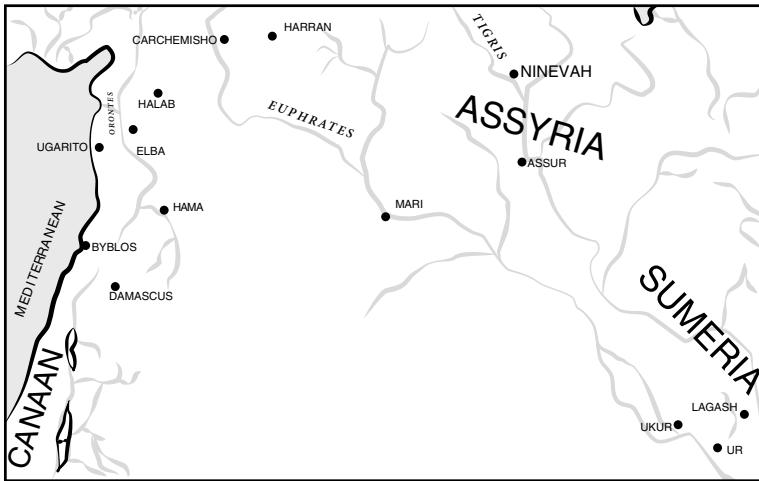 CARCHEMISHO
HARRAN
TIGRIS
NINEVAH
HALAB
ORONTES
EUPHRATES
ASSYRIA
UGARITO
ELBA
ASSUR
MEDITERRANEAN
HAMA
MARI
BYBLOS
DAMASCUS
SUMERIA
CANAAN
LAGASH
UKUR
UR